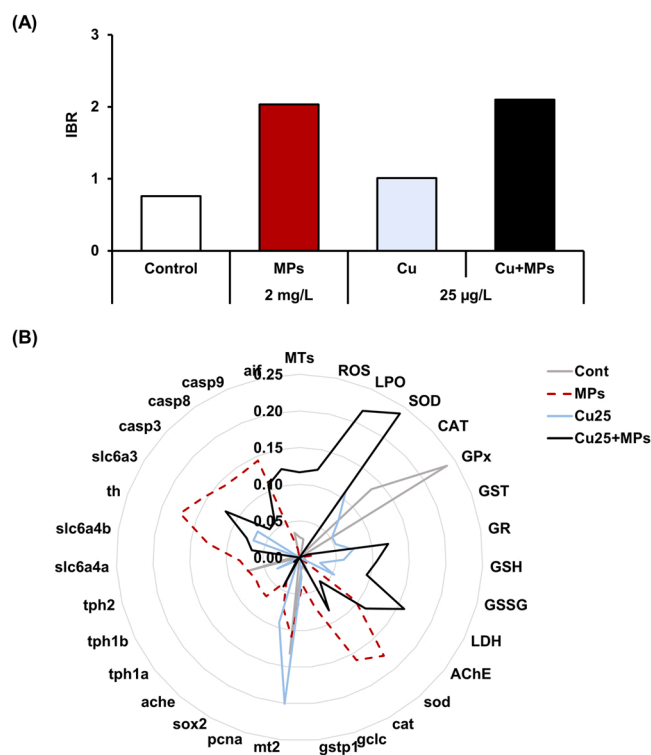 (A)
3
2
1
0
IBR
Control
MPs
Cu
Cu+MPs
2 mg/L
25 µg/L
(B)
MTs
ROS
LPO
SOD
CAT
GPx
GST
GR
GSH
GSSG
LDH
AChE
sod
cat
gclc
gstp1
mt2
pcna
sox2
ache
tph1a
tph1b
tph2
slc6a4a
slc6a4b
th
slc6a3
casp3
casp8
casp9
aif
0.25
0.20
0.15
0.10
0.05
0.00
Cont
MPs
Cu25
Cu25+MPs